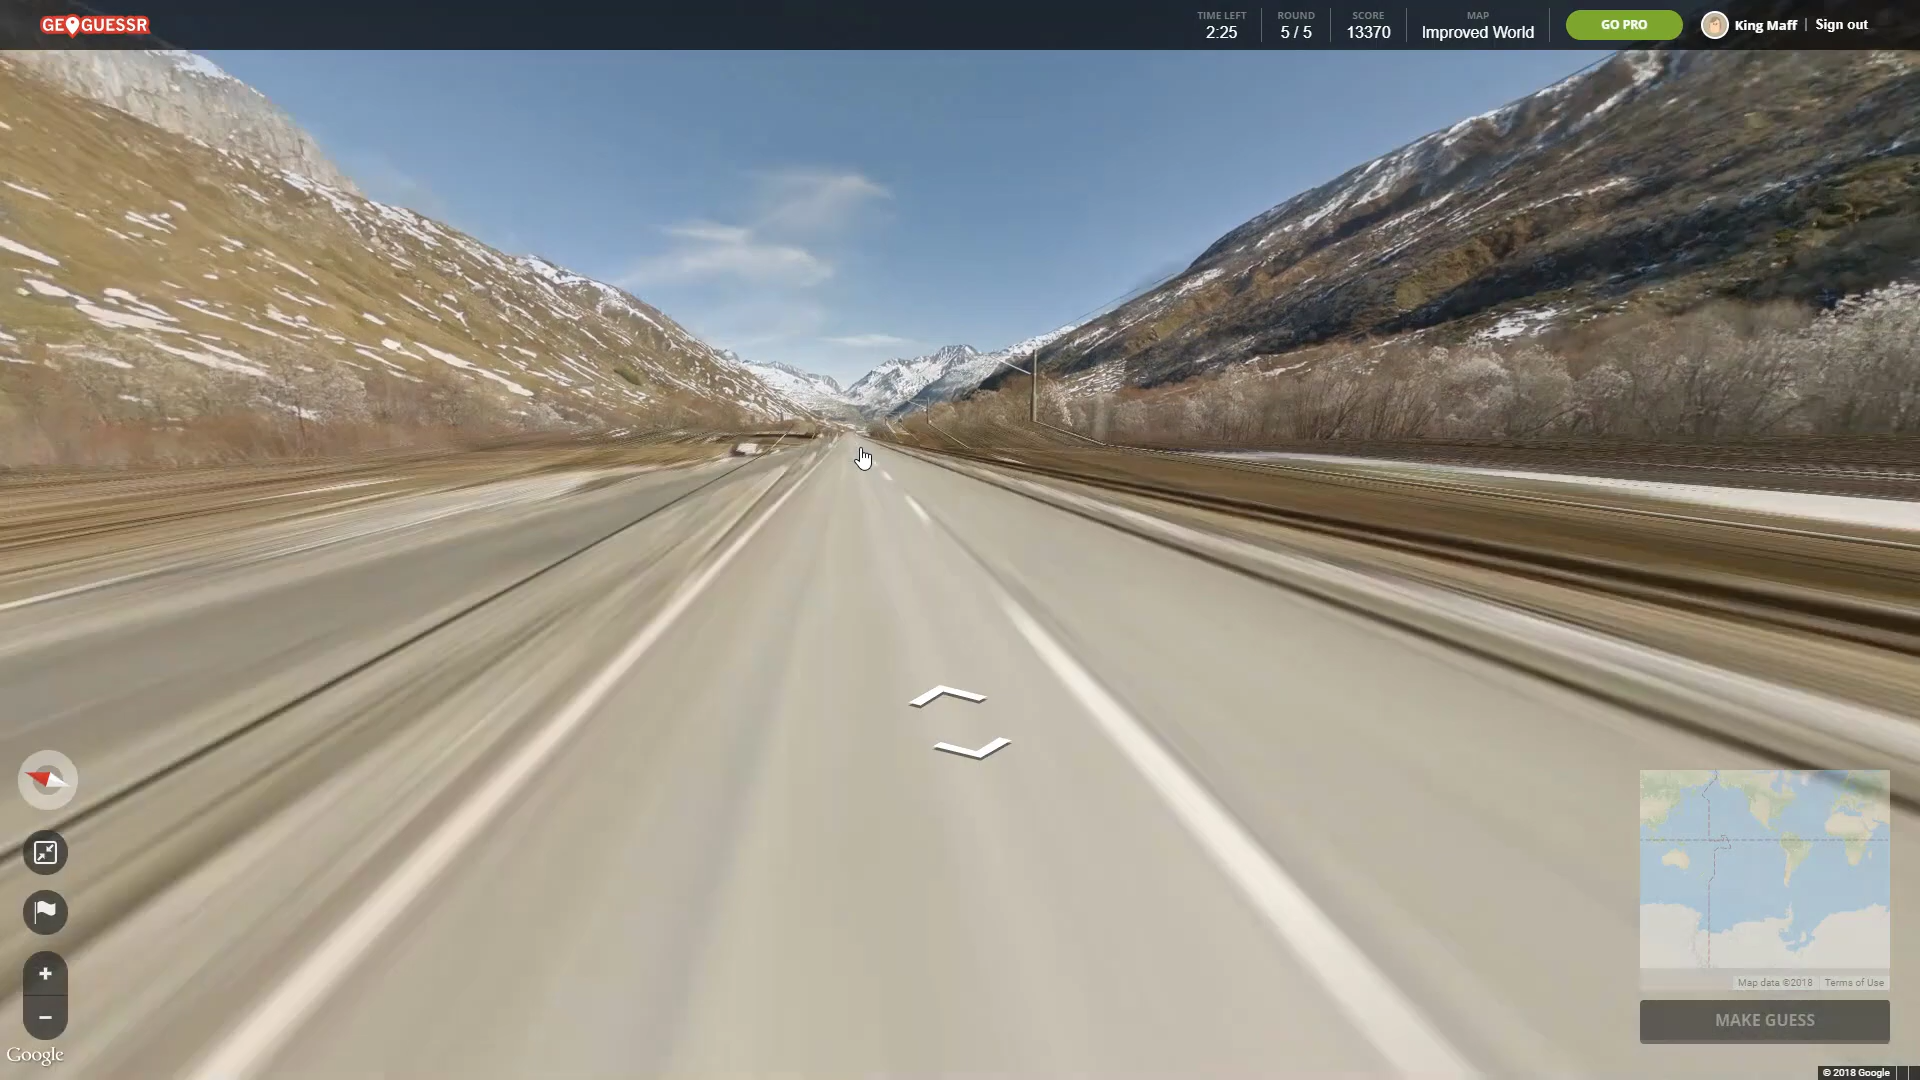 GEOGUESSR
TIME LEFT
2:25
ROUND
5 / 5
SCORE
13370
MAP
Improved World
GO PRO
King Maff
Sign out
Map data ©2018
Terms of Use
MAKE GUESS
Google
© 2018 Google